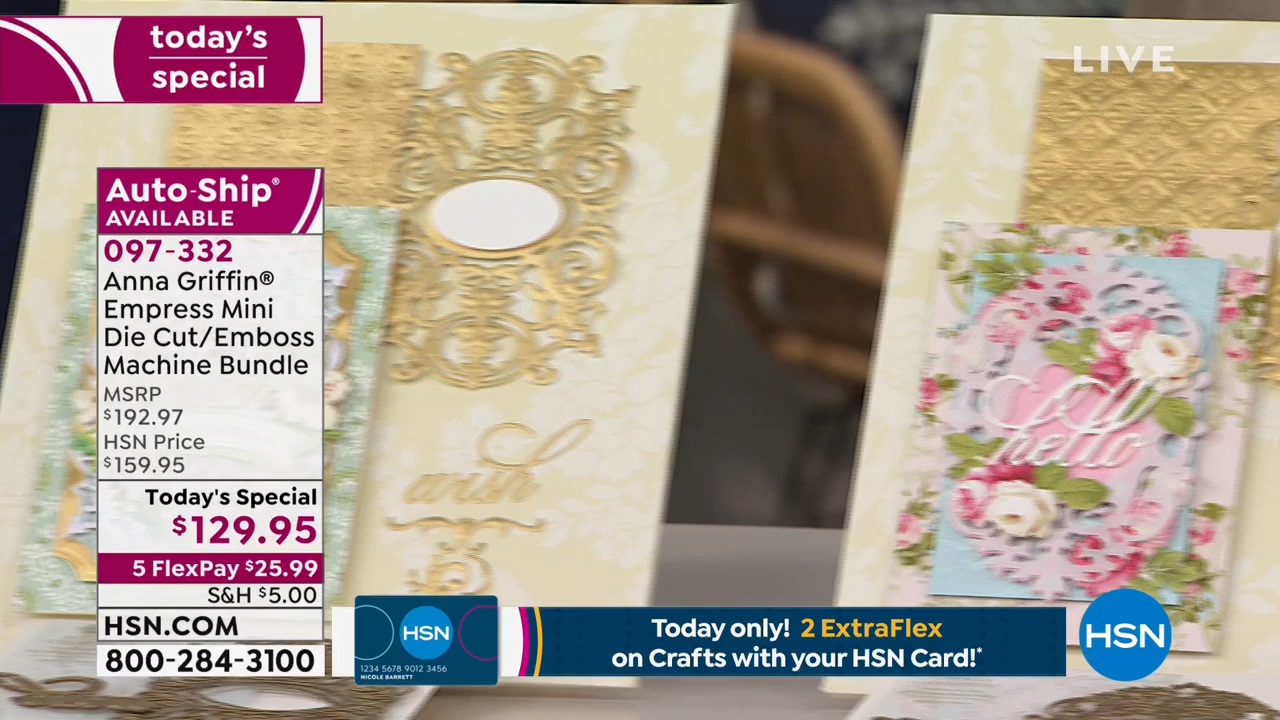 today's
special
LIVE
Auto-Ship®
AVAILABLE
097-332
Anna Griffin®
Empress Mini
Die Cut/Emboss
Machine Bundle
MSRP
$192.97
HSN Price
$159.95
Today's Special
$129.95
5 FlexPay $25.99
S&H $5.00
HSN.COM
800-284-3100
wish
hello
HSN
1234 5678 9012 3456
NICOLE BARRETT
Today only! 2 ExtraFlex
on Crafts with your HSN Card!*
HSN